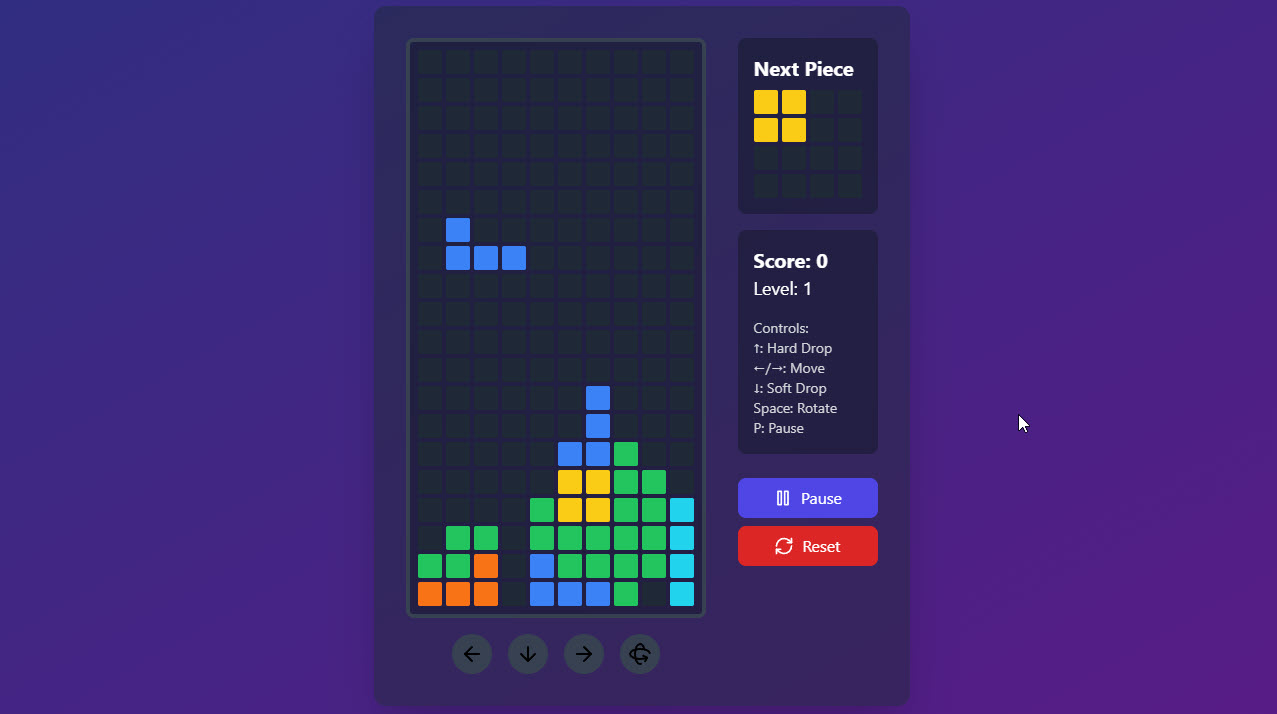 Next Piece
Score: 0
Level: 1
Controls:
↑: Hard Drop
←/→: Move
↓: Soft Drop
Space: Rotate
P: Pause
Pause
Reset